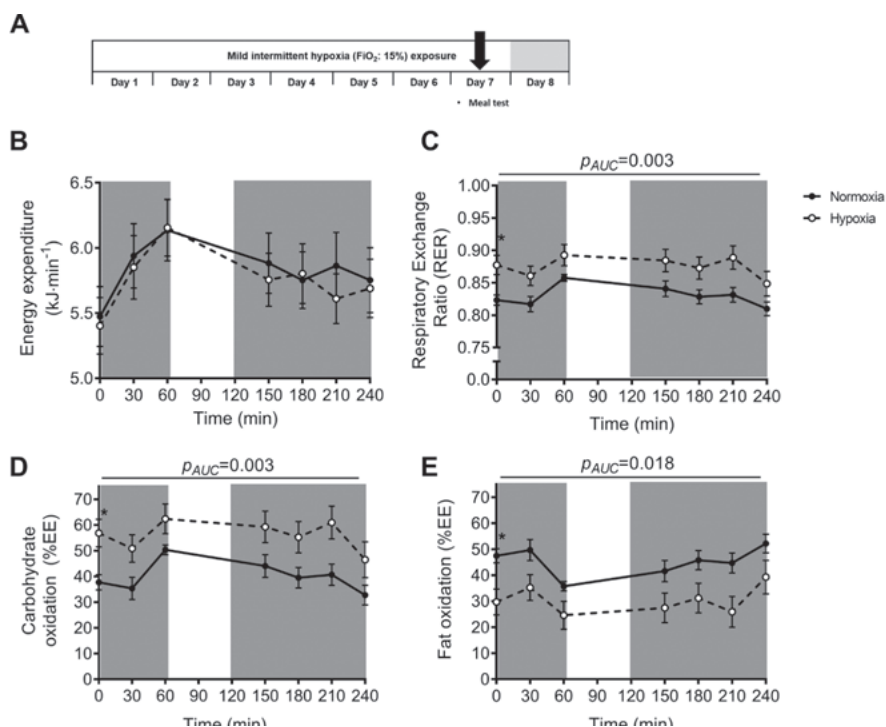 A
Mild intermittent hypoxia (FiO₂: 15%) exposure
Day 1 Day 2 Day 3 Day 4 Day 5 Day 6 Day 7 Day 8
• Meal test
B
Energy expenditure
(kJ·min⁻¹)
6.5
6.0
5.5
5.0
0 30 60 90 120 150 180 210 240
Time (min)
C
pAUC=0.003
Respiratory Exchange
Ratio (RER)
1.00
0.95
0.90
0.85
0.80
0.75
0.0
*
0 30 60 90 120 150 180 210 240
Time (min)
Normoxia
Hypoxia
D
pAUC=0.003
Carbohydrate
oxidation (%EE)
70
60
50
40
30
20
10
0
*
0 30 60 90 120 150 180 210 240
Time (min)
E
pAUC=0.018
Fat oxidation (%EE)
70
60
50
40
30
20
10
0
*
0 30 60 90 120 150 180 210 240
Time (min)